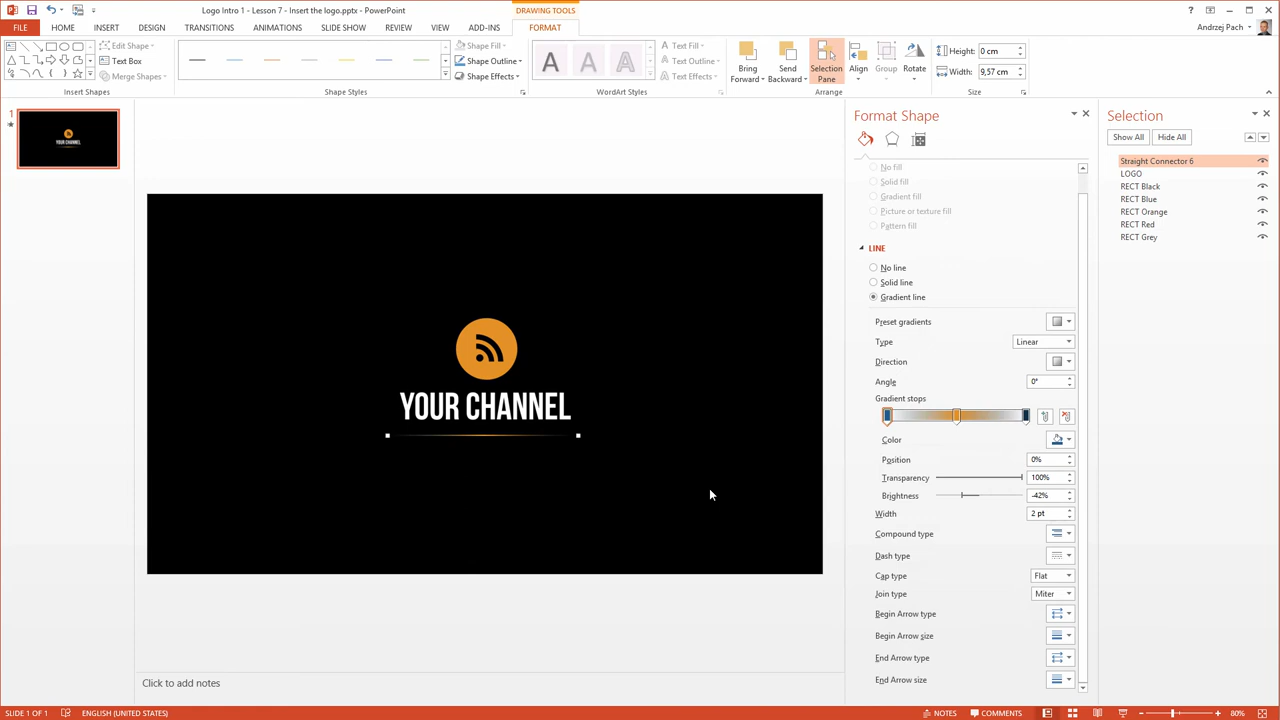 Logo Intro 1 - Lesson 7 - Insert the logo.pptx - PowerPoint
DRAWING TOOLS
FILE HOME INSERT DESIGN TRANSITIONS ANIMATIONS SLIDE SHOW REVIEW VIEW ADD-INS FORMAT
Andrzej Pach
Edit Shape
Text Box
Merge Shapes
Insert Shapes
Shape Fill
Shape Outline
Shape Effects
Shape Styles
A A A
Text Fill
Text Outline
Text Effects
WordArt Styles
Bring Forward
Send Backward
Selection Pane
Align
Group
Rotate
Arrange
Height: 0 cm
Width: 9,57 cm
Size
1
YOUR CHANNEL
YOUR CHANNEL
Click to add notes
Format Shape
No fill
Solid fill
Gradient fill
Picture or texture fill
Pattern fill
LINE
No line
Solid line
Gradient line
Preset gradients
Type Linear
Direction
Angle 0°
Gradient stops
Color
Position 0%
Transparency 100%
Brightness -42%
Width 2 pt
Compound type
Dash type
Cap type Flat
Join type Miter
Begin Arrow type
Begin Arrow size
End Arrow type
End Arrow size
Selection
Show All Hide All
Straight Connector 6
LOGO
RECT Black
RECT Blue
RECT Orange
RECT Red
RECT Grey
SLIDE 1 OF 1 ENGLISH (UNITED STATES) NOTES COMMENTS 80%